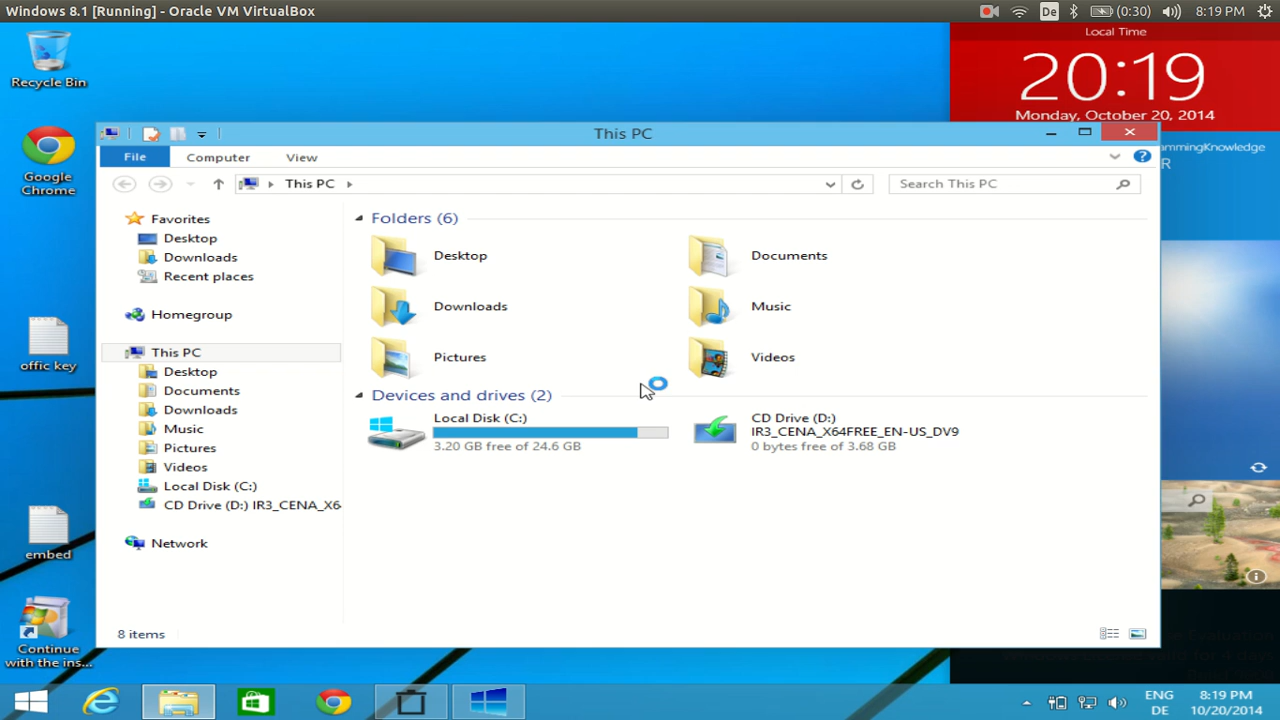 Windows 8.1 [Running] - Oracle VM VirtualBox
De
(0:30)
8:19 PM
Recycle Bin
Google
Chrome
offic key
embed
Continue
with the ins...
Local Time
20:19
Monday, October 20, 2014
ammingKnowledge
R
This PC
File
Computer
View
This PC
Search This PC
Favorites
Desktop
Downloads
Recent places
Homegroup
This PC
Desktop
Documents
Downloads
Music
Pictures
Videos
Local Disk (C:)
CD Drive (D:) IR3_CENA_X6
Network
Folders (6)
Desktop
Documents
Downloads
Music
Pictures
Videos
Devices and drives (2)
Local Disk (C:)
3.20 GB free of 24.6 GB
CD Drive (D:)
IR3_CENA_X64FREE_EN-US_DV9
0 bytes free of 3.68 GB
8 items
ENG
DE
8:19 PM
10/20/2014